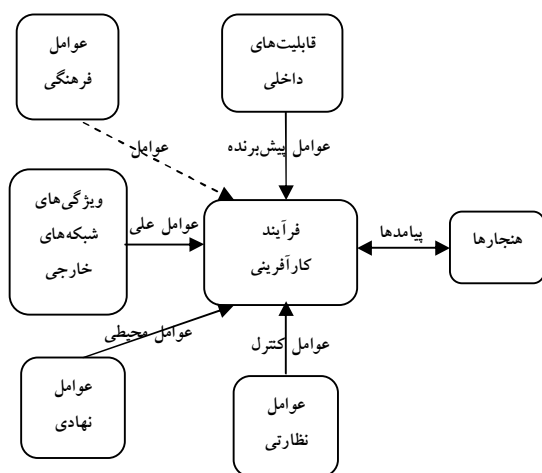 عوامل
فرهنگی
قابلیت‌های
داخلی
عوامل
عوامل پیش‌برنده
ویژگی‌های
شبکه‌های
خارجی
عوامل علی
فرآیند
کارآفرینی
پیامدها
هنجارها
عوامل محیطی
عوامل کنترل
عوامل
نهادی
عوامل
نظارتی